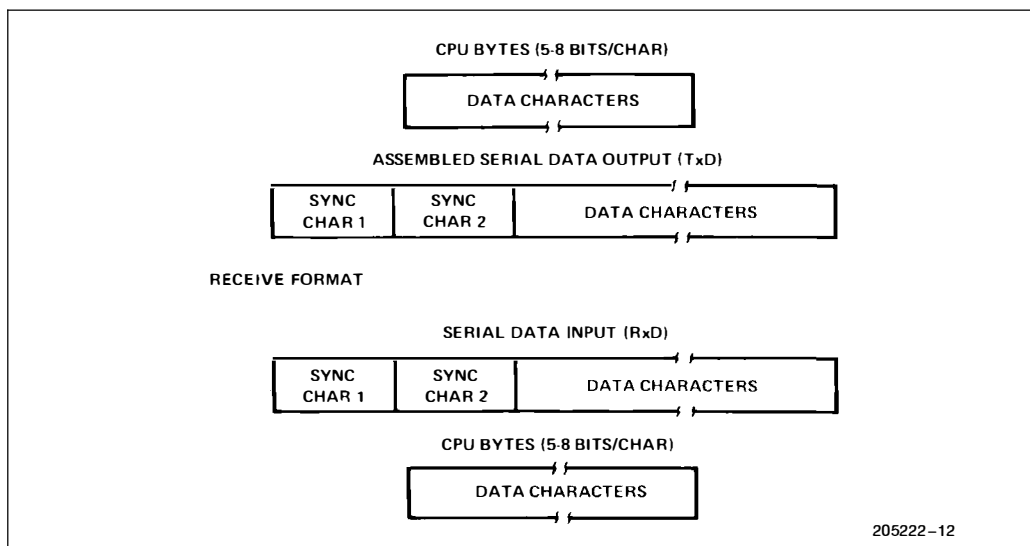 CPU BYTES (5-8 BITS/CHAR)
DATA CHARACTERS
ASSEMBLED SERIAL DATA OUTPUT (TxD)
SYNC CHAR 1
SYNC CHAR 2
DATA CHARACTERS
RECEIVE FORMAT
SERIAL DATA INPUT (RxD)
SYNC CHAR 1
SYNC CHAR 2
DATA CHARACTERS
CPU BYTES (5-8 BITS/CHAR)
DATA CHARACTERS
205222-12